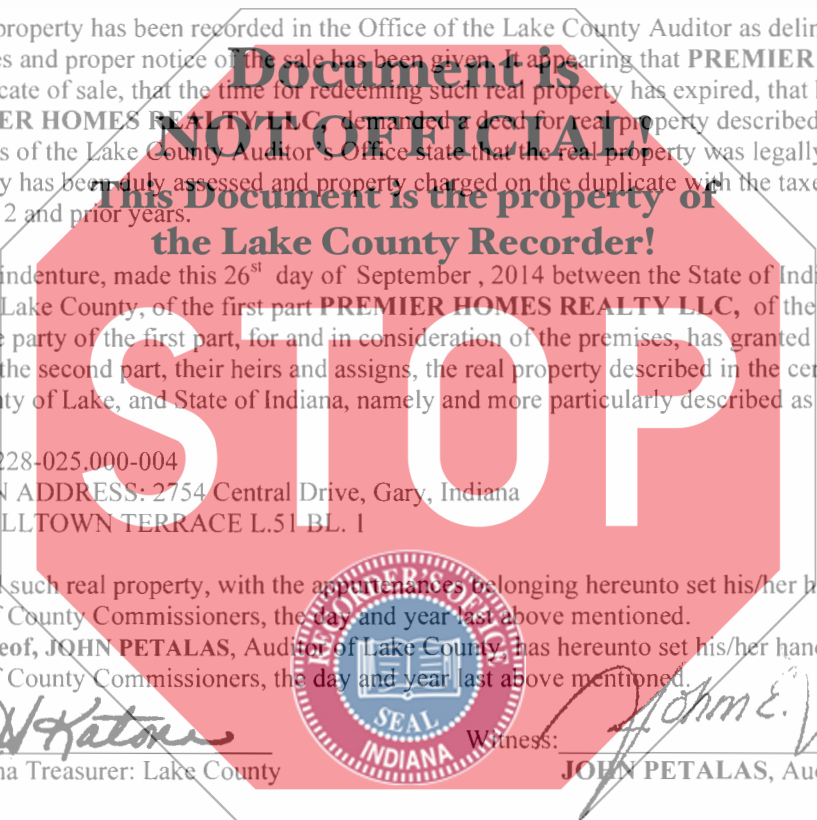 property has been recorded in the Office of the Lake County Auditor as delin
es and proper notice of the sale has been given. It appearing that PREMIER
cate of sale, that the time for redeeming such real property has expired, that
ER HOMES REALTY LLC, demanded a deed for real property described
s of the Lake County Auditor's Office state that the real property was legally
y has been duly assessed and property charged on the duplicate with the taxe
2 and prior years.
Document is
NOT OFFICIAL!
This Document is the property of
the Lake County Recorder!
indenture, made this 26st day of September , 2014 between the State of Indi
Lake County, of the first part PREMIER HOMES REALTY LLC, of the
e party of the first part, for and in consideration of the premises, has granted
the second part, their heirs and assigns, the real property described in the cer
nty of Lake, and State of Indiana, namely and more particularly described as
STOP
228-025.000-004
N ADDRESS: 2754 Central Drive, Gary, Indiana
LLTOWN TERRACE L.51 BL. 1
such real property, with the appurtenances belonging hereunto set his/her h
f County Commissioners, the day and year last above mentioned.
eof, JOHN PETALAS, Auditor of Lake County, has hereunto set his/her hand
f County Commissioners, the day and year last above mentioned.
RECORDER'S OFFICE
SEAL
INDIANA
W Katona
Witness:
John E.
na Treasurer: Lake County
JOHN PETALAS, Au